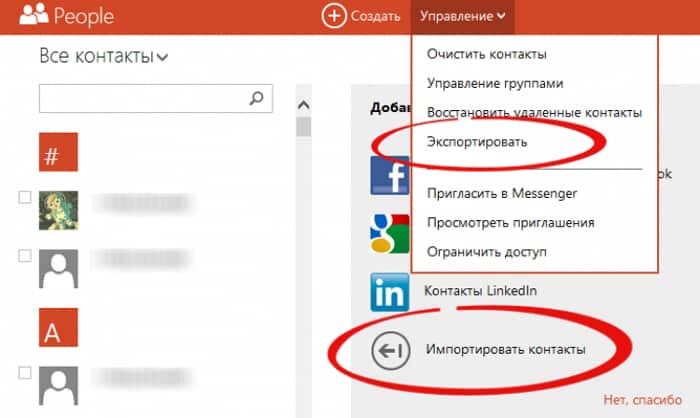 People
Создать
Управление
Все контакты
Очистить контакты
Управление группами
Восстановить удаленные контакты
Экспортировать
Пригласить в Messenger
Просмотреть приглашения
Ограничить доступ
#
A
Добав
ok
Контакты LinkedIn
Импортировать контакты
Нет, спасибо